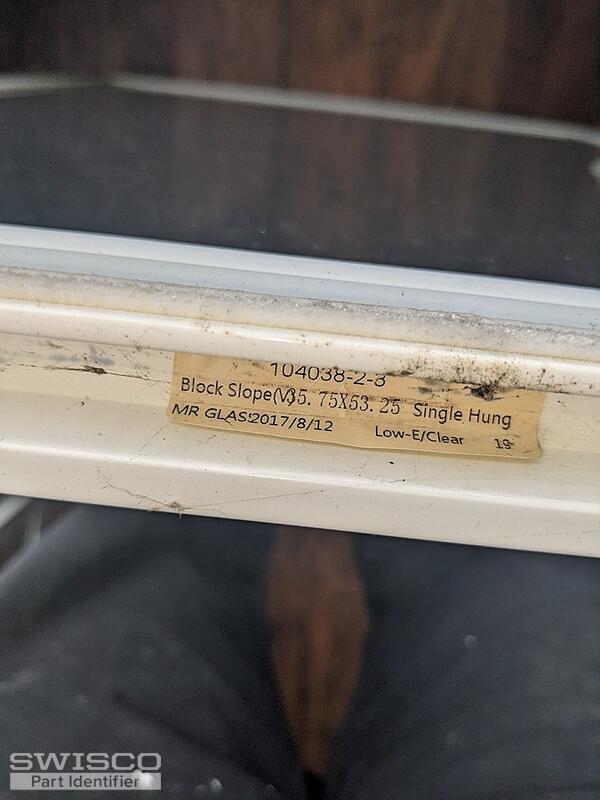 104038-2-3
Block Slope(V)35.75X53.25 Single Hung
MR GLAS2017/8/12 Low-E/Clear 19
SWISCO
Part Identifier